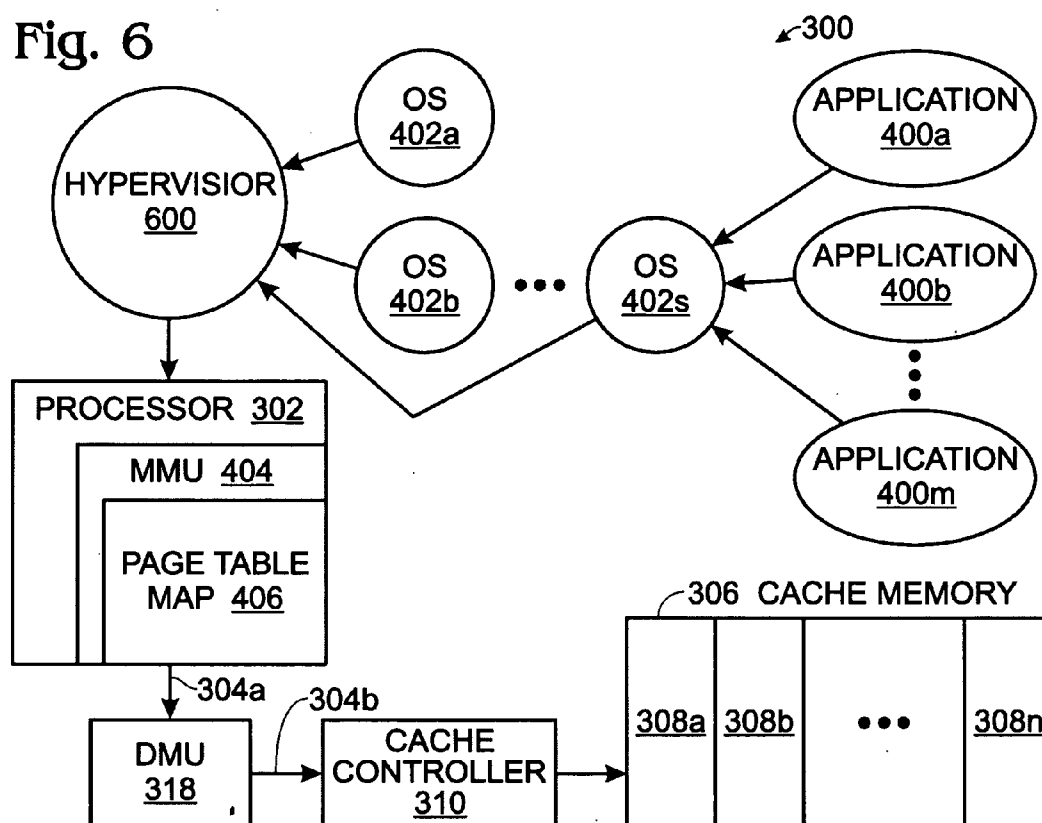 Fig. 6
300
OS
402a
APPLICATION
400a
HYPERVISIOR
600
OS
402b
OS
402s
APPLICATION
400b
APPLICATION
400m
PROCESSOR 302
MMU 404
PAGE TABLE
MAP 406
304a
304b
306 CACHE MEMORY
DMU
318
CACHE
CONTROLLER
310
308a
308b
308n